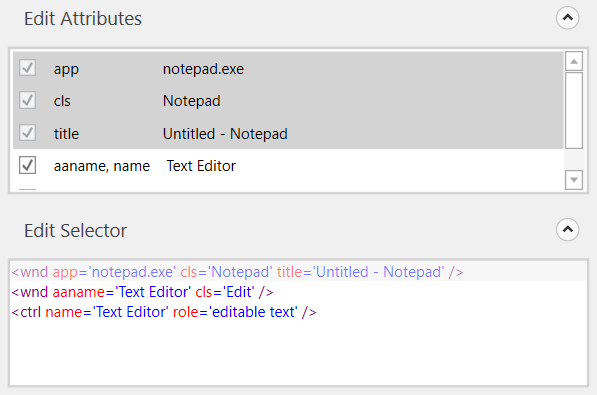 Edit Attributes
app notepad.exe
cls Notepad
title Untitled - Notepad
aaname, name Text Editor
Edit Selector
<wnd app='notepad.exe' cls='Notepad' title='Untitled - Notepad' />
<wnd aaname='Text Editor' cls='Edit' />
<ctrl name='Text Editor' role='editable text' />